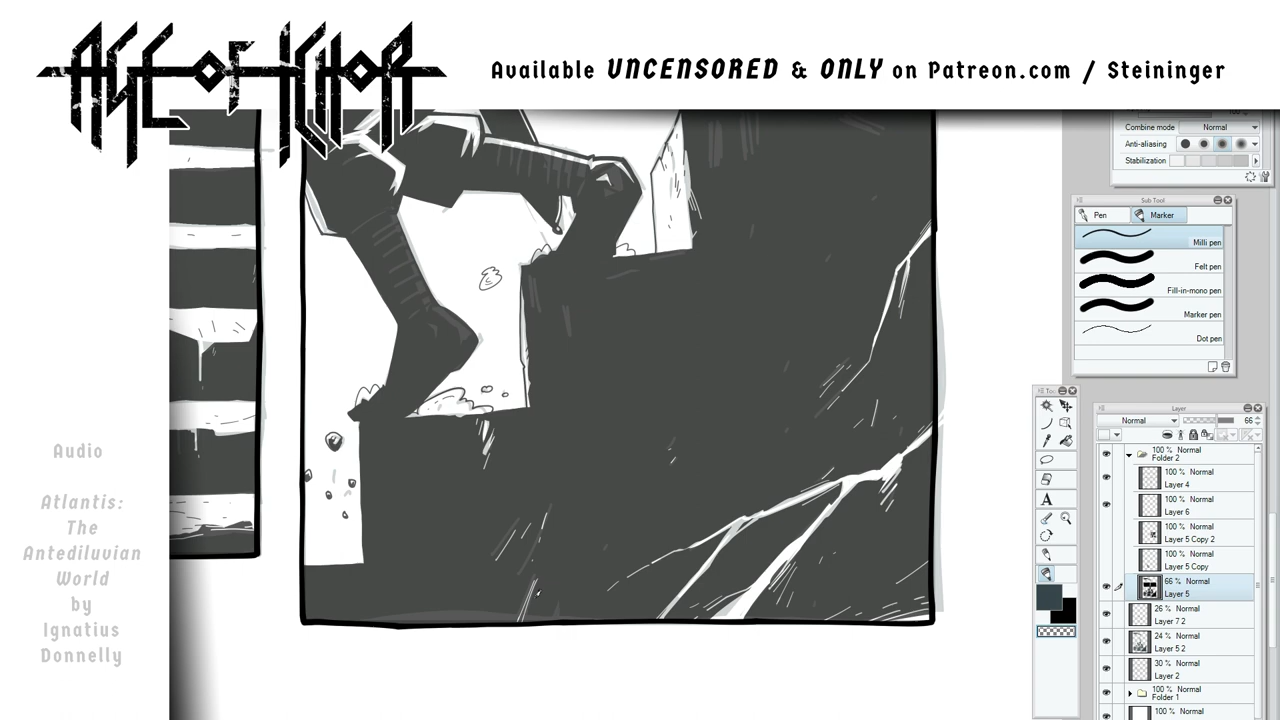 AGE OF ICHOR
Available UNCENSORED & ONLY on Patreon.com / Steininger
Combine mode Normal
Anti-aliasing
Stabilization
Sub Tool
Pen Marker
Milli pen
Felt pen
Fill-in-mono pen
Marker pen
Dot pen
Layer
Normal 66
100 % Normal
Folder 2
100 % Normal
Layer 4
100 % Normal
Layer 6
100 % Normal
Layer 5 Copy 2
100 % Normal
Layer 5 Copy
66 % Normal
Layer 5
26 % Normal
Layer 7 2
24 % Normal
Layer 5 2
30 % Normal
Layer 2
100 % Normal
Folder 1
100 % Normal
A
Audio
Atlantis:
The
Antediluvian
World
by
Ignatius
Donnelly